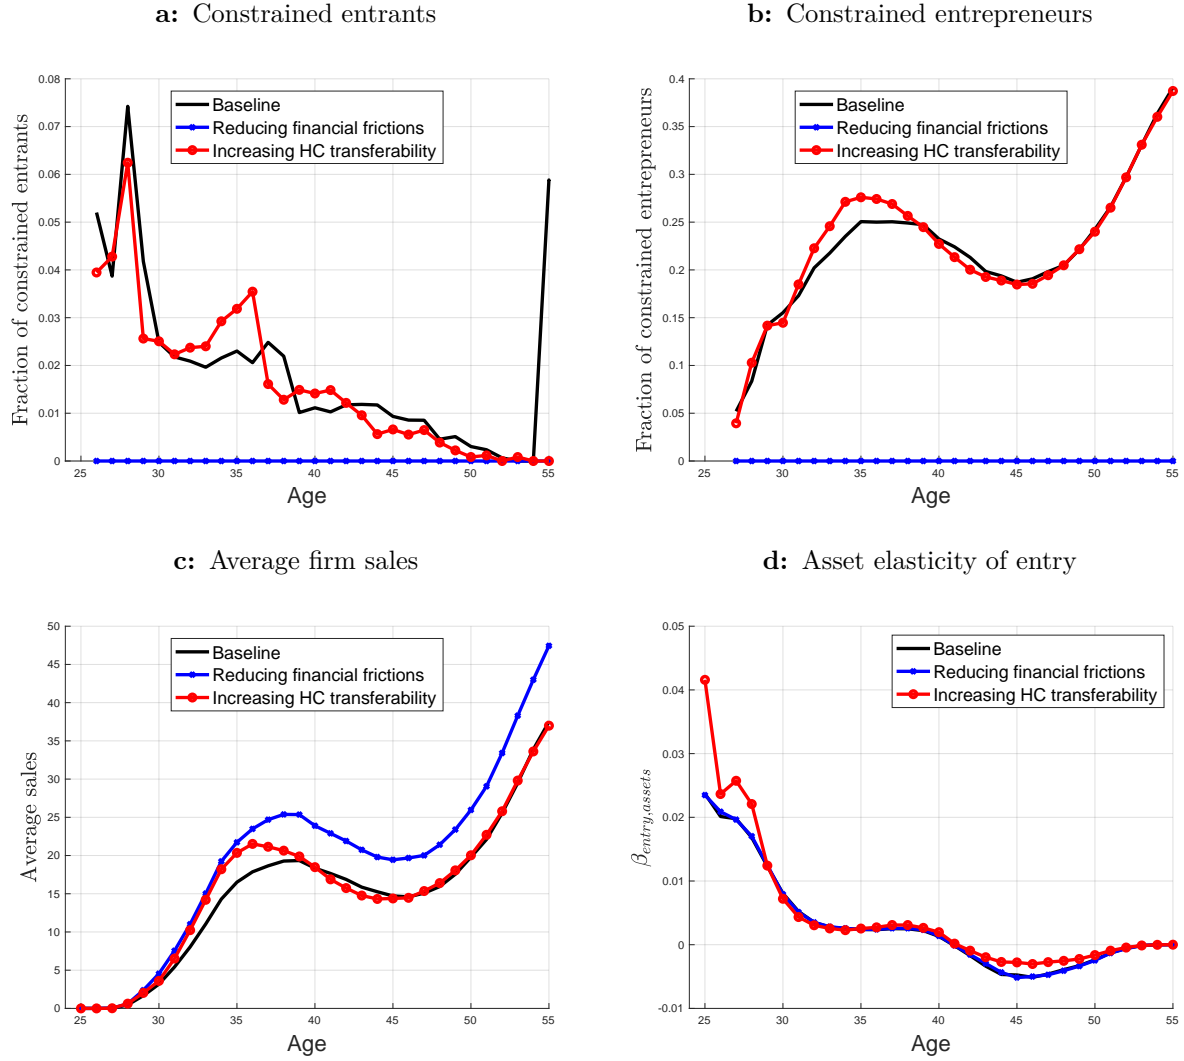 a: Constrained entrants
0.08
0.07
0.06
0.05
0.04
0.03
0.02
0.01
0
25 30 35 40 45 50 55
Fraction of constrained entrants
Age
Baseline
Reducing financial frictions
Increasing HC transferability
b: Constrained entrepreneurs
0.4
0.35
0.3
0.25
0.2
0.15
0.1
0.05
0
25 30 35 40 45 50 55
Fraction of constrained entrepreneurs
Age
Baseline
Reducing financial frictions
Increasing HC transferability
c: Average firm sales
50
45
40
35
30
25
20
15
10
5
0
25 30 35 40 45 50 55
Average sales
Age
Baseline
Reducing financial frictions
Increasing HC transferability
d: Asset elasticity of entry
0.05
0.04
0.03
0.02
0.01
0
-0.01
25 30 35 40 45 50 55
βentry,assets
Age
Baseline
Reducing financial frictions
Increasing HC transferability